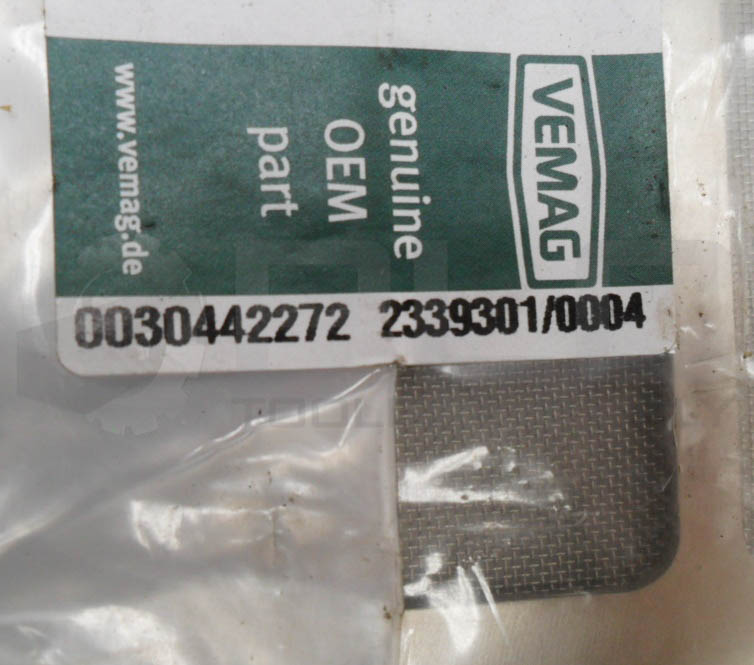 VEMAG
genuine
OEM
part
www.vemag.de
0030442272 2339301/0004